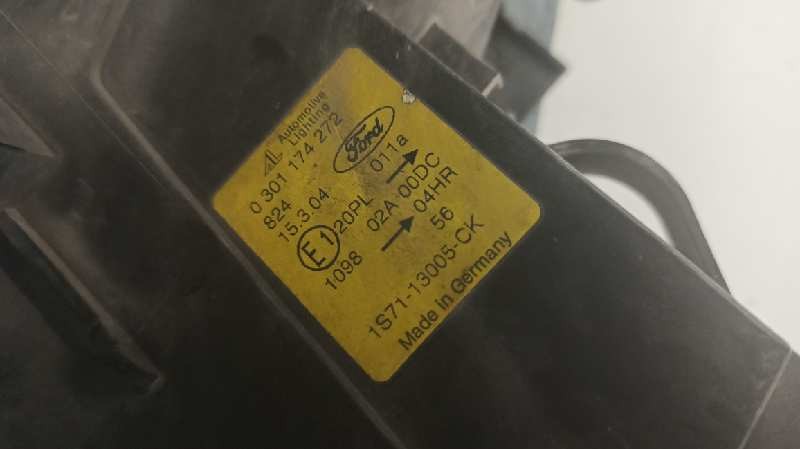 AL Automotive Lighting
Ford
0 301 174 272
824 011a
15.3.04
E1 20PL → 00DC
02A → 04HR
1098 56
1S71-13005-CK
Made in Germany